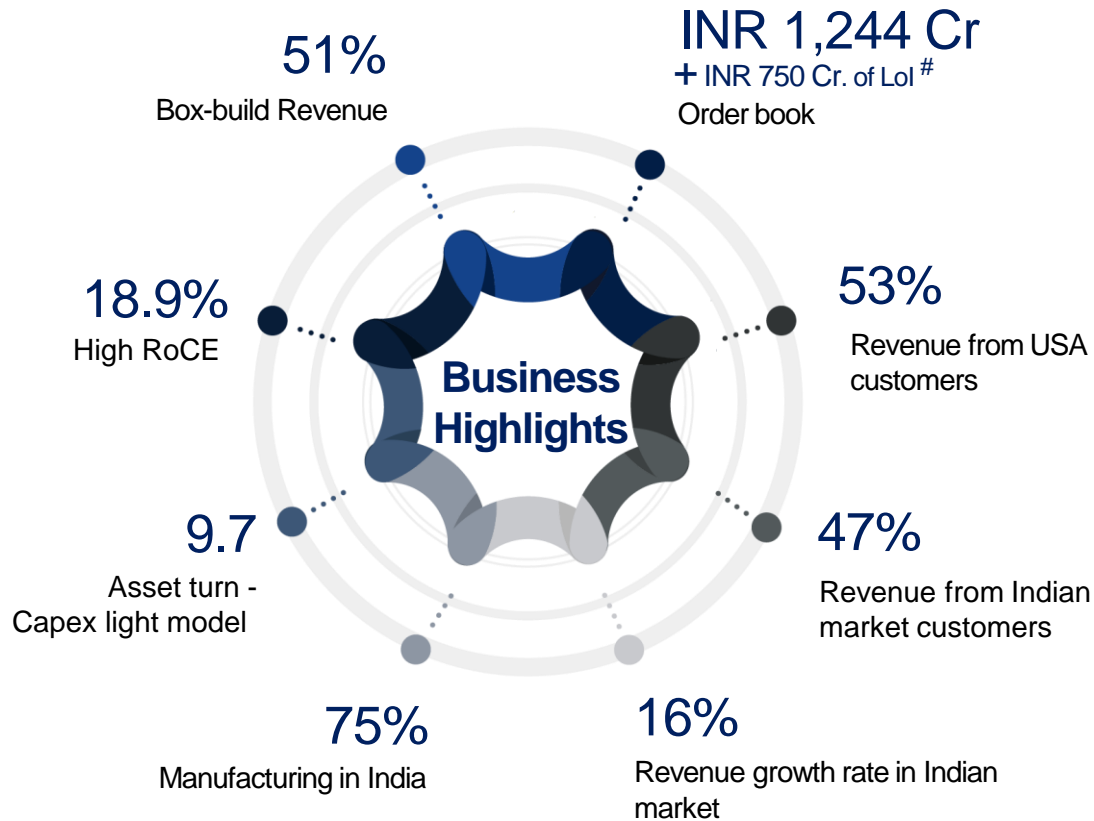 51%
Box-build Revenue
INR 1,244 Cr
+ INR 750 Cr. of LoI #
Order book
18.9%
High RoCE
53%
Revenue from USA
customers
Business
Highlights
9.7
Asset turn -
Capex light model
47%
Revenue from Indian
market customers
75%
Manufacturing in India
16%
Revenue growth rate in Indian
market